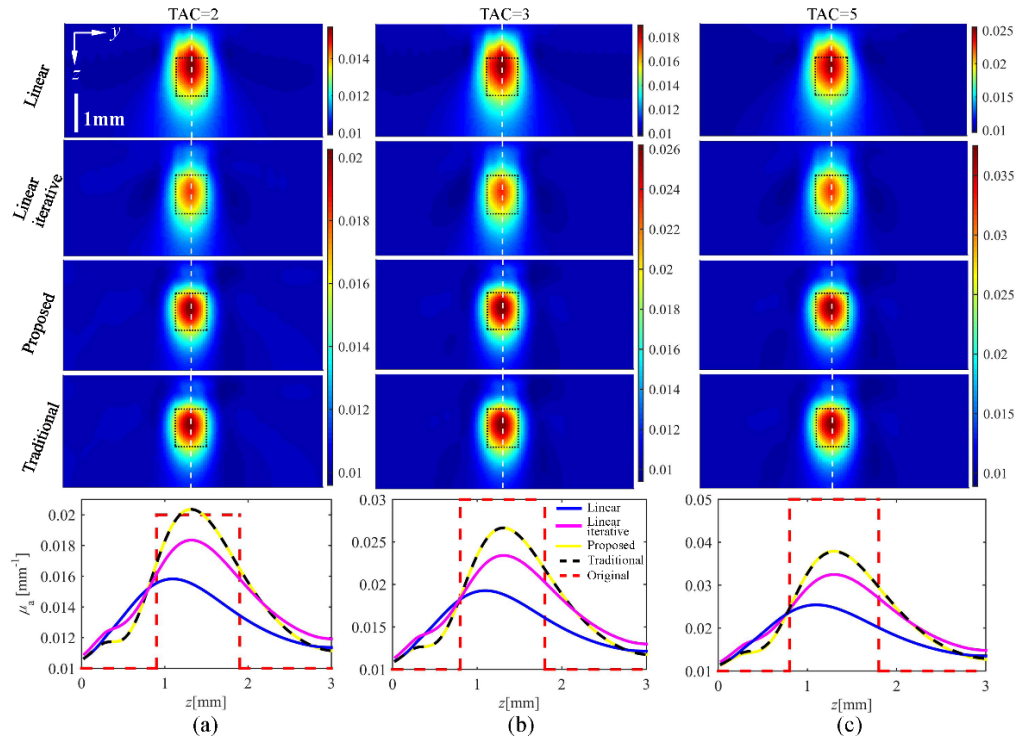 TAC=2
TAC=3
TAC=5
y
z
1mm
Linear
0.014
0.012
0.01
0.019
0.018
0.016
0.014
0.012
0.01
0.025
0.02
0.015
0.01
Linear
iterative
Proposed
Traditional
0.02
0.018
0.016
0.014
0.012
0.01
0.026
0.024
0.022
0.02
0.018
0.016
0.014
0.012
0.01
0.035
0.03
0.025
0.02
0.015
0.01
μa [mm-1]
0.02
0.018
0.016
0.014
0.012
0.01
0 1 2 3
z[mm]
(a)
0.03
0.025
0.02
0.015
0.01
0 1 2 3
z[mm]
(b)
Linear
Linear
iterative
Proposed
Traditional
Original
0.05
0.04
0.03
0.02
0.01
0 1 2 3
z[mm]
(c)